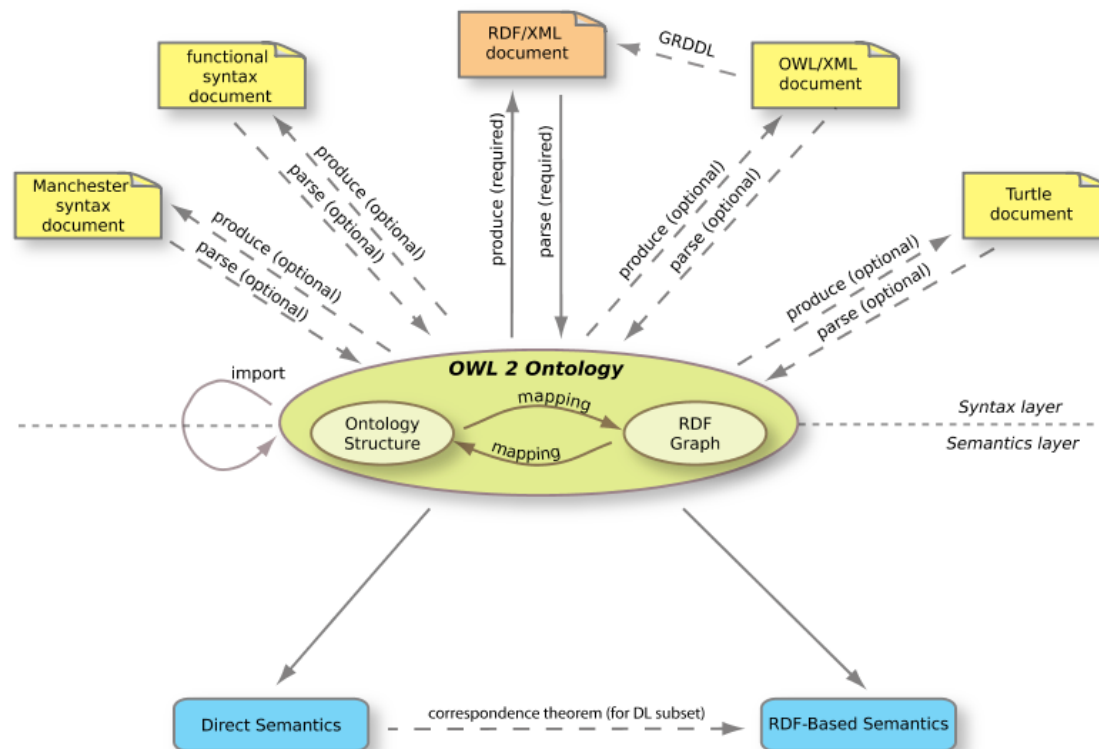 RDF/XML
document
GRDDL
functional
syntax
document
OWL/XML
document
Manchester
syntax
document
Turtle
document
produce (optional)
parse (optional)
produce (optional)
parse (optional)
produce (required)
parse (required)
produce (optional)
parse (optional)
produce (optional)
parse (optional)
import
OWL 2 Ontology
mapping
Ontology
Structure
RDF
Graph
mapping
Syntax layer
Semantics layer
Direct Semantics
correspondence theorem (for DL subset)
RDF-Based Semantics